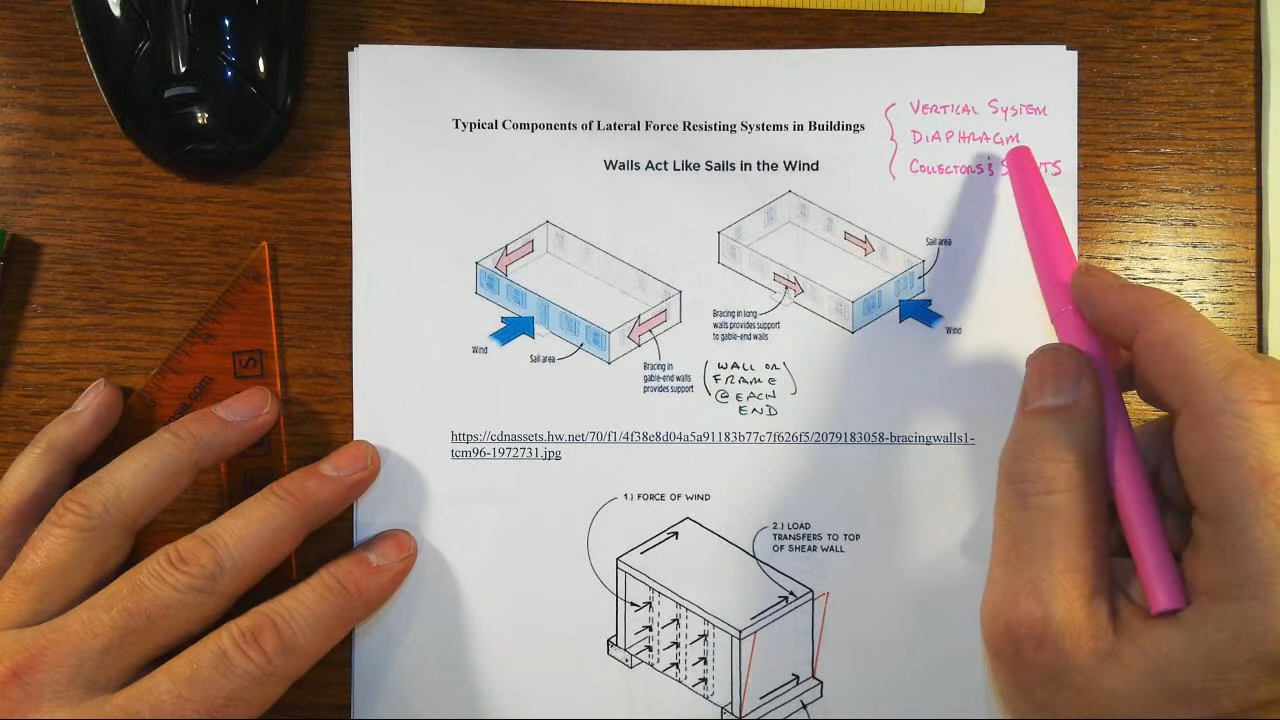 Typical Components of Lateral Force Resisting Systems in Buildings
VERTICAL SYSTEM
DIAPHRAGM
COLLECTORS &
Walls Act Like Sails in the Wind
Wind
Sail area
Bracing in
gable-end walls
provides support
(WALL OR
FRAME
@ EACH
END)
Sail area
Bracing in long
walls provides support
to gable-end walls
Wind
https://cdnassets.hw.net/70/f1/4f38e8d04a5a91183b77c7f626f5/2079183058-bracingwalls1-
tcm96-1972731.jpg
1.) FORCE OF WIND
2.) LOAD
TRANSFERS TO TOP
OF SHEAR WALL
S